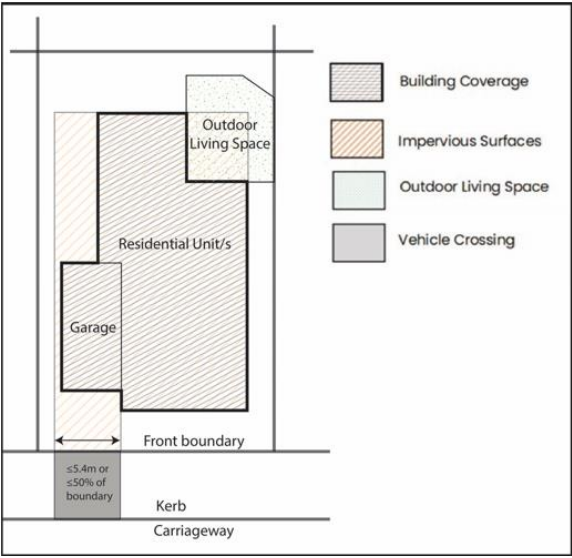 Outdoor
Living Space
Residential Unit/s
Garage
Front boundary
≤5.4m or
≤50% of
boundary
Kerb
Carriageway
Building Coverage
Impervious Surfaces
Outdoor Living Space
Vehicle Crossing